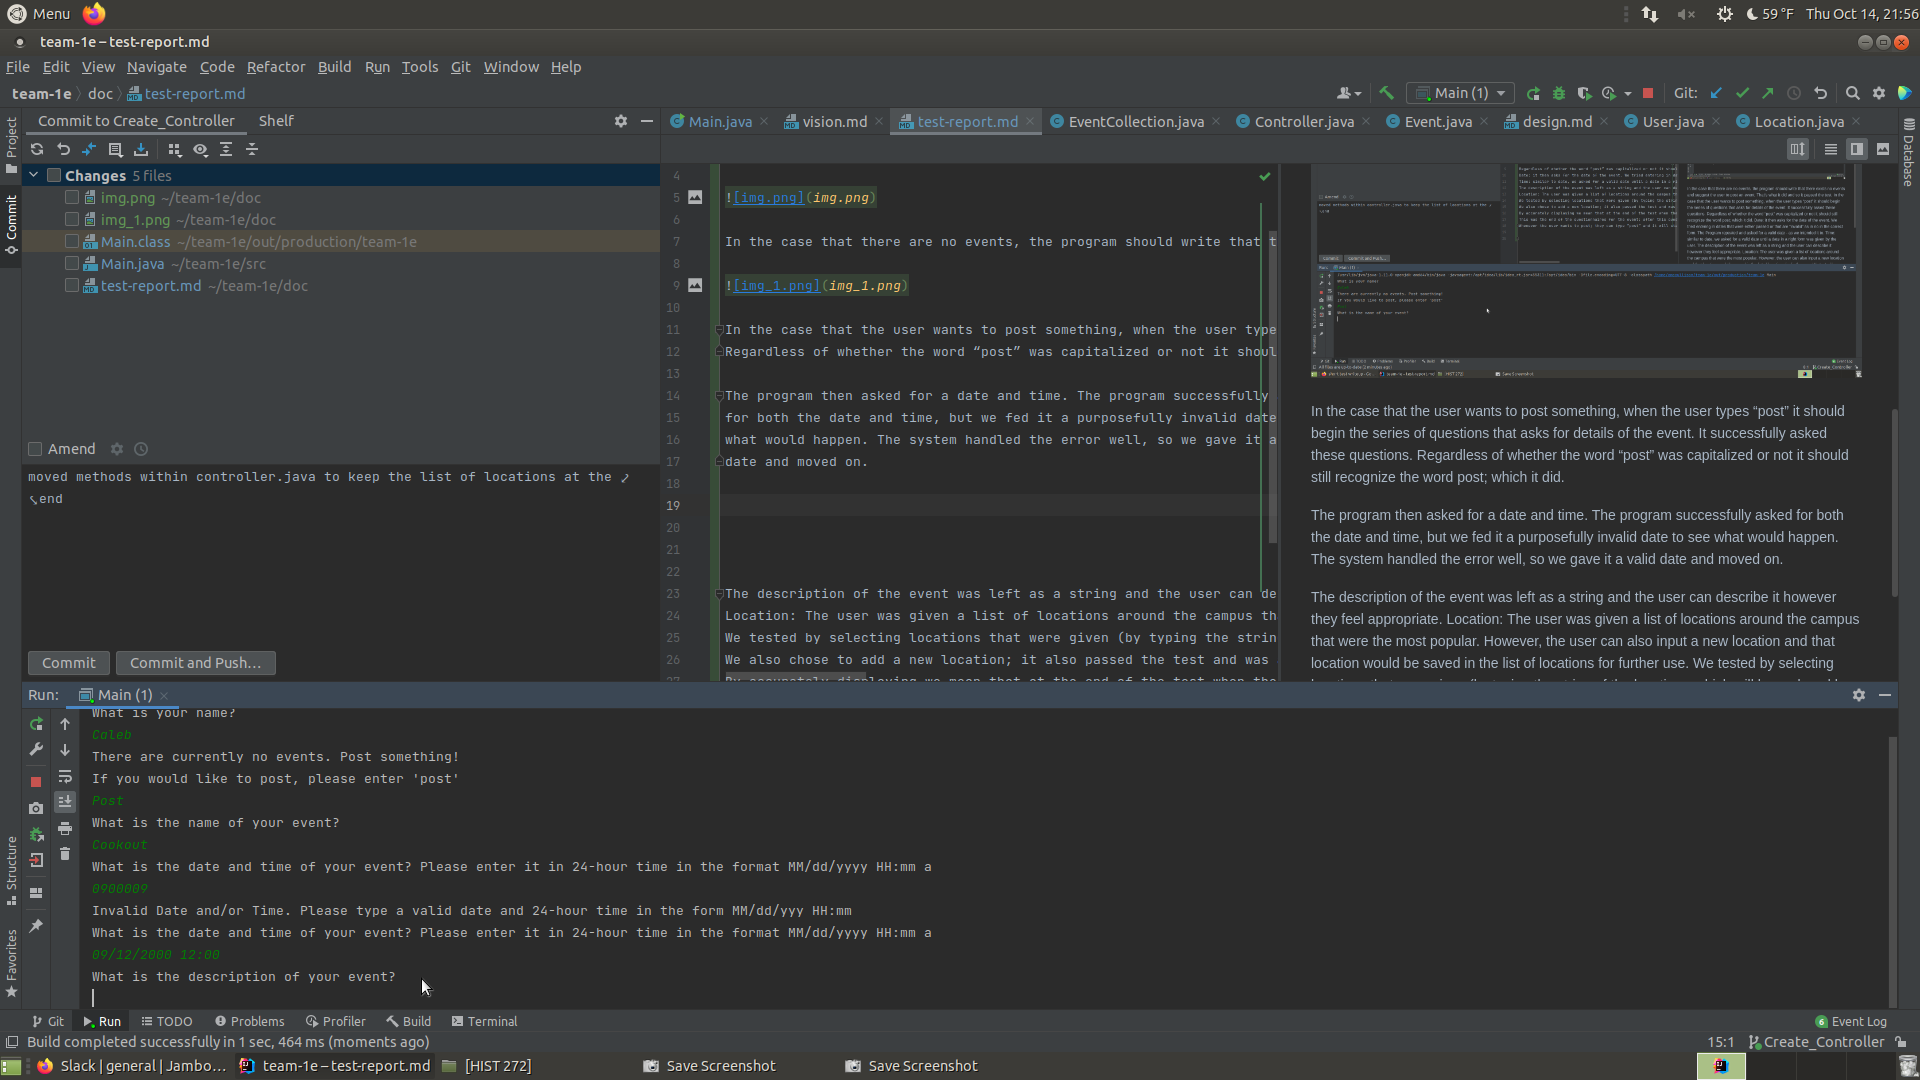 Menu
59 °F Thu Oct 14, 21:56
team-1e – test-report.md
File Edit View Navigate Code Refactor Build Run Tools Git Window Help
team-1e doc test-report.md
Main (1) Git:
Project
Commit to Create_Controller Shelf
Main.java vision.md test-report.md EventCollection.java Controller.java Event.java design.md User.java Location.java
Database
Commit
Changes 5 files
img.png ~/team-1e/doc
img_1.png ~/team-1e/doc
Main.class ~/team-1e/out/production/team-1e
Main.java ~/team-1e/src
test-report.md ~/team-1e/doc
Amend
moved methods within controller.java to keep the list of locations at the
end
Commit Commit and Push...
4
5 ![img.png](img.png)
6
7 In the case that there are no events, the program should write that t
8
9 ![img_1.png](img_1.png)
10
11 In the case that the user wants to post something, when the user type
12 Regardless of whether the word “post” was capitalized or not it shoul
13
14 The program then asked for a date and time. The program successfully
15 for both the date and time, but we fed it a purposefully invalid date
16 what would happen. The system handled the error well, so we gave it a
17 date and moved on.
18
19
20
21
22
23 The description of the event was left as a string and the user can de
24 Location: The user was given a list of locations around the campus th
25 We tested by selecting locations that were given (by typing the strin
26 We also chose to add a new location; it also passed the test and was
In the case that the user wants to post something, when the user types “post” it should
begin the series of questions that asks for details of the event. It successfully asked
these questions. Regardless of whether the word “post” was capitalized or not it should
still recognize the word post; which it did.
The program then asked for a date and time. The program successfully asked for both
the date and time, but we fed it a purposefully invalid date to see what would happen.
The system handled the error well, so we gave it a valid date and moved on.
The description of the event was left as a string and the user can describe it however
they feel appropriate. Location: The user was given a list of locations around the campus
that were the most popular. However, the user can also input a new location and that
location would be saved in the list of locations for further use. We tested by selecting
Run: Main (1)
What is your name?
Caleb
There are currently no events. Post something!
If you would like to post, please enter 'post'
Post
What is the name of your event?
Cookout
What is the date and time of your event? Please enter it in 24-hour time in the format MM/dd/yyyy HH:mm a
0900009
Invalid Date and/or Time. Please type a valid date and 24-hour time in the form MM/dd/yyy HH:mm
What is the date and time of your event? Please enter it in 24-hour time in the format MM/dd/yyyy HH:mm a
09/12/2000 12:00
What is the description of your event?
Structure
Favorites
Git Run TODO Problems Profiler Build Terminal 6 Event Log
Build completed successfully in 1 sec, 464 ms (moments ago) 15:1 Create_Controller
Slack | general | Jambo... team-1e – test-report.md [HIST 272] Save Screenshot Save Screenshot